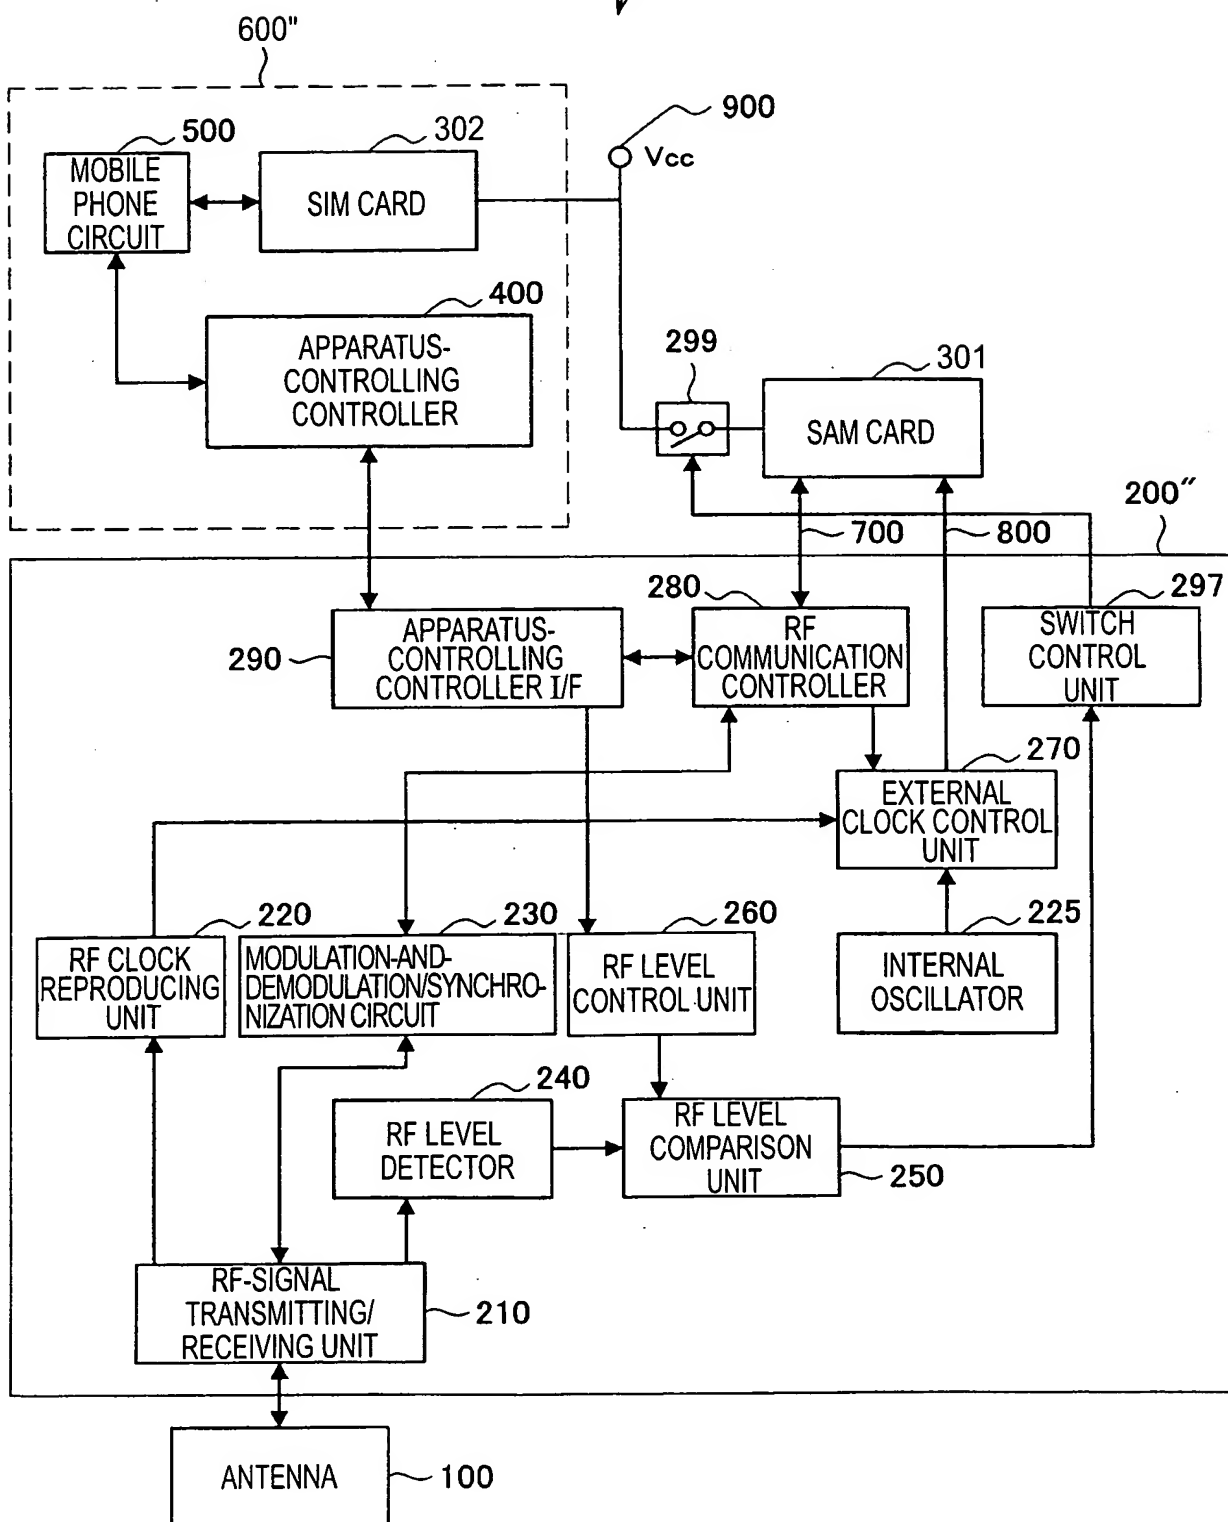 600"
900
500
302
Vcc
MOBILE
PHONE
CIRCUIT
SIM CARD
400
APPARATUS-
CONTROLLING
CONTROLLER
299
301
SAM CARD
200"
700
800
280
297
290
APPARATUS-
CONTROLLING
CONTROLLER I/F
RF
COMMUNICATION
CONTROLLER
SWITCH
CONTROL
UNIT
270
EXTERNAL
CLOCK CONTROL
UNIT
220
230
260
225
RF CLOCK
REPRODUCING
UNIT
MODULATION-AND-
DEMODULATION/SYNCHRO-
NIZATION CIRCUIT
RF LEVEL
CONTROL UNIT
INTERNAL
OSCILLATOR
240
RF LEVEL
DETECTOR
RF LEVEL
COMPARISON
UNIT
250
RF-SIGNAL
TRANSMITTING/
RECEIVING UNIT
210
ANTENNA
100